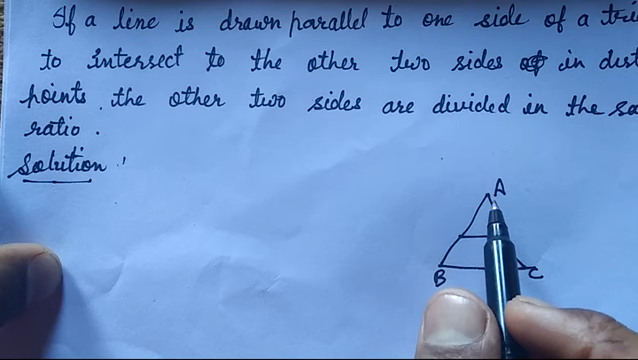 If a line is drawn parallel to one side of a
to intersect to the other two sides in
points, the other two sides are divided in the
ratio.
Solution:
A
B
C